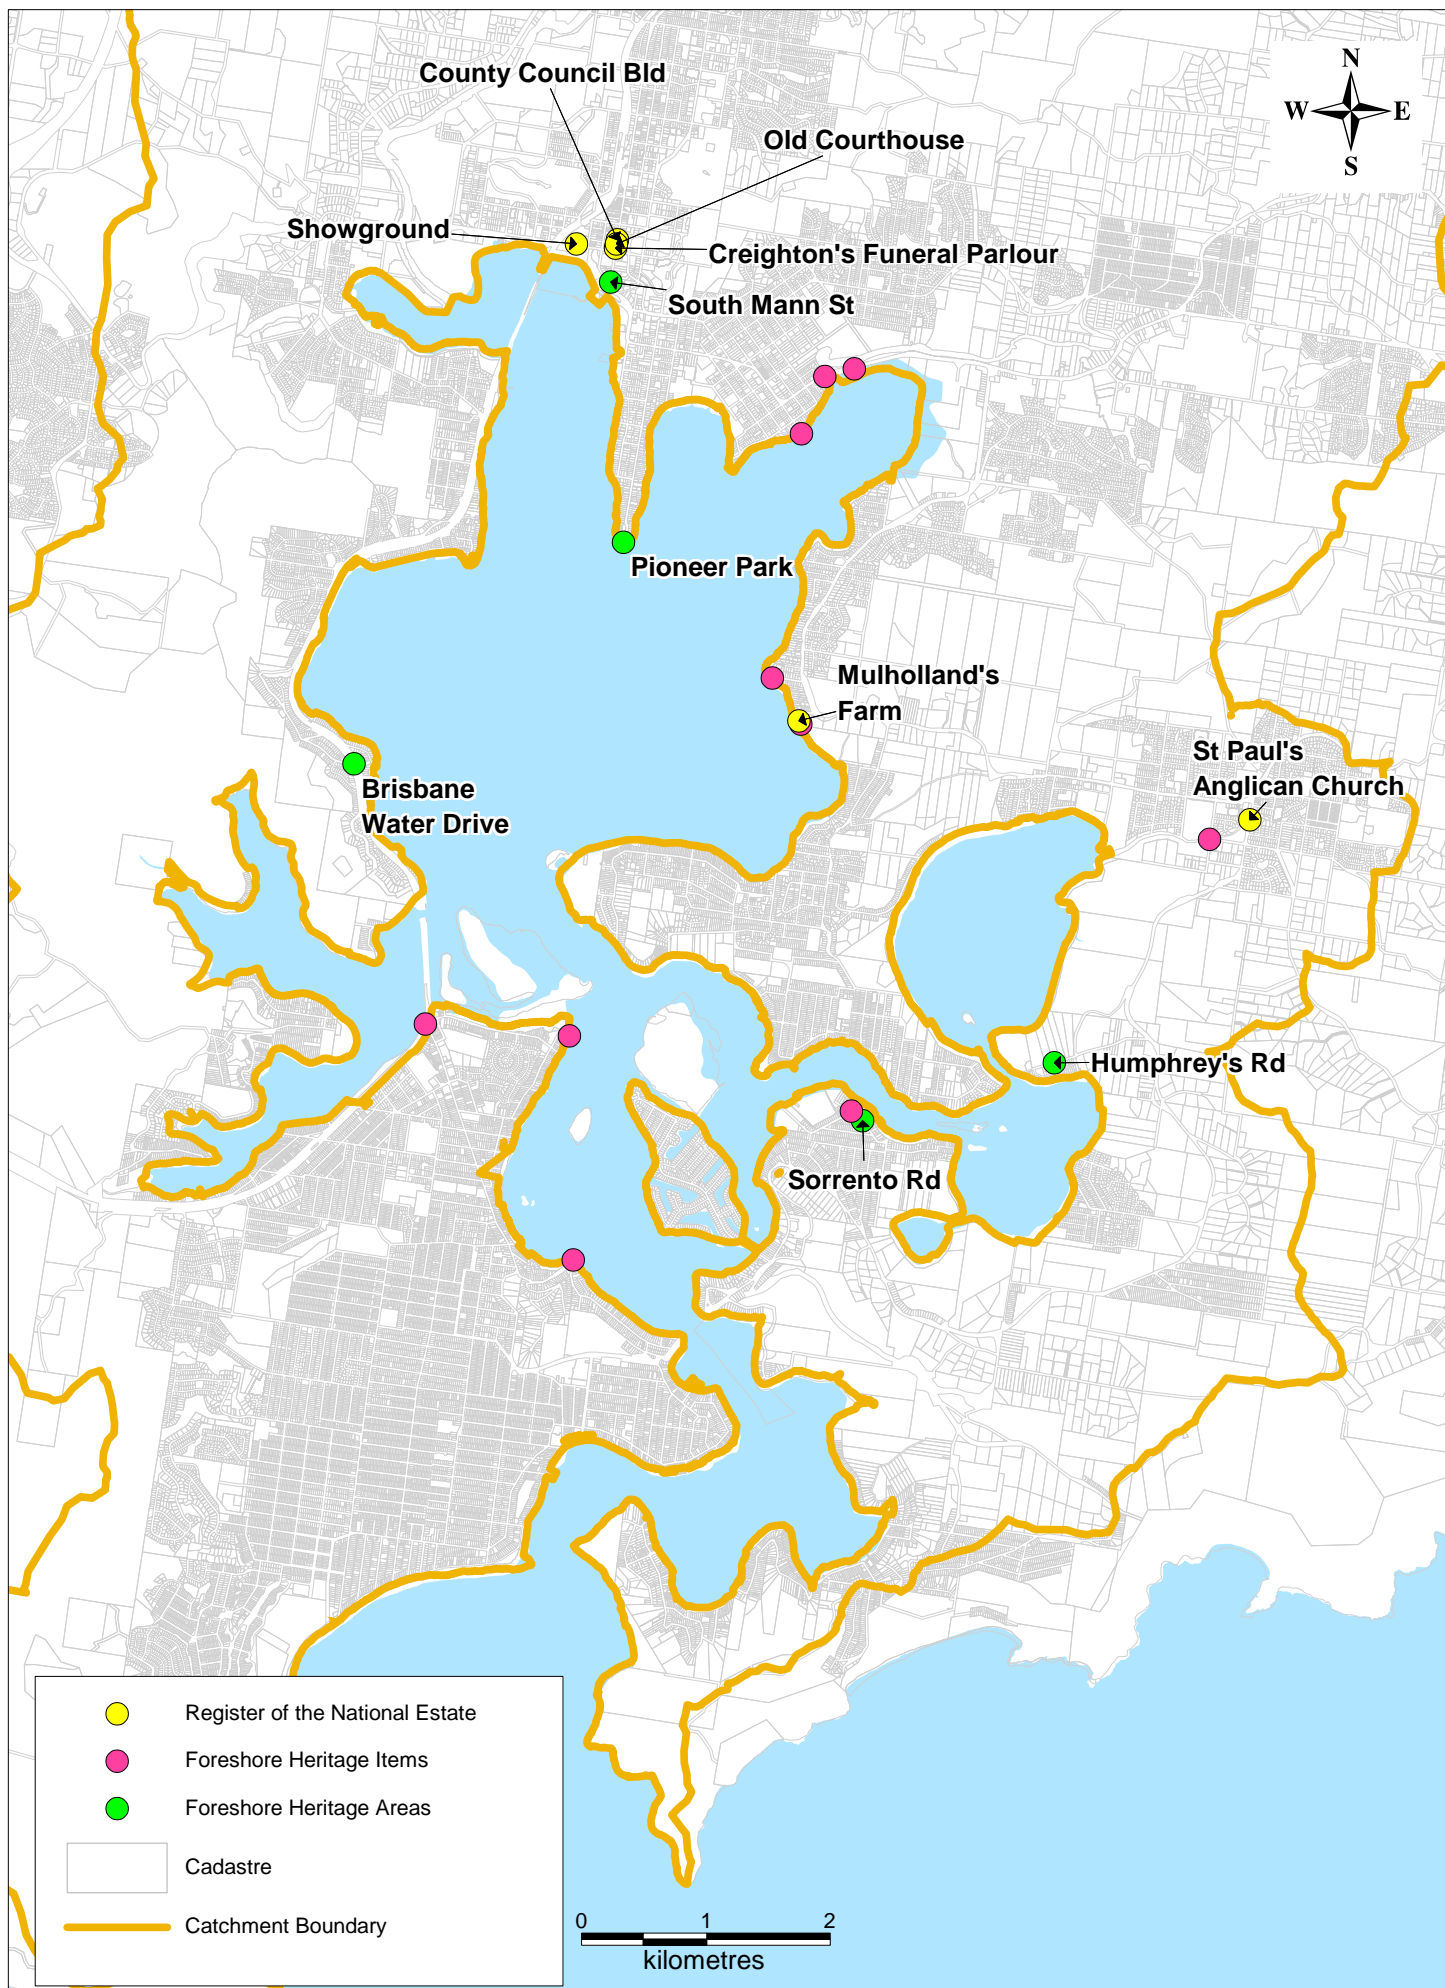 N
W E
S
County Council Bld
Old Courthouse
Showground
Creighton's Funeral Parlour
South Mann St
Pioneer Park
Mulholland's
Farm
St Paul's
Anglican Church
Brisbane
Water Drive
Humphrey's Rd
Sorrento Rd
Register of the National Estate
Foreshore Heritage Items
Foreshore Heritage Areas
Cadastre
Catchment Boundary
0 1 2
kilometres